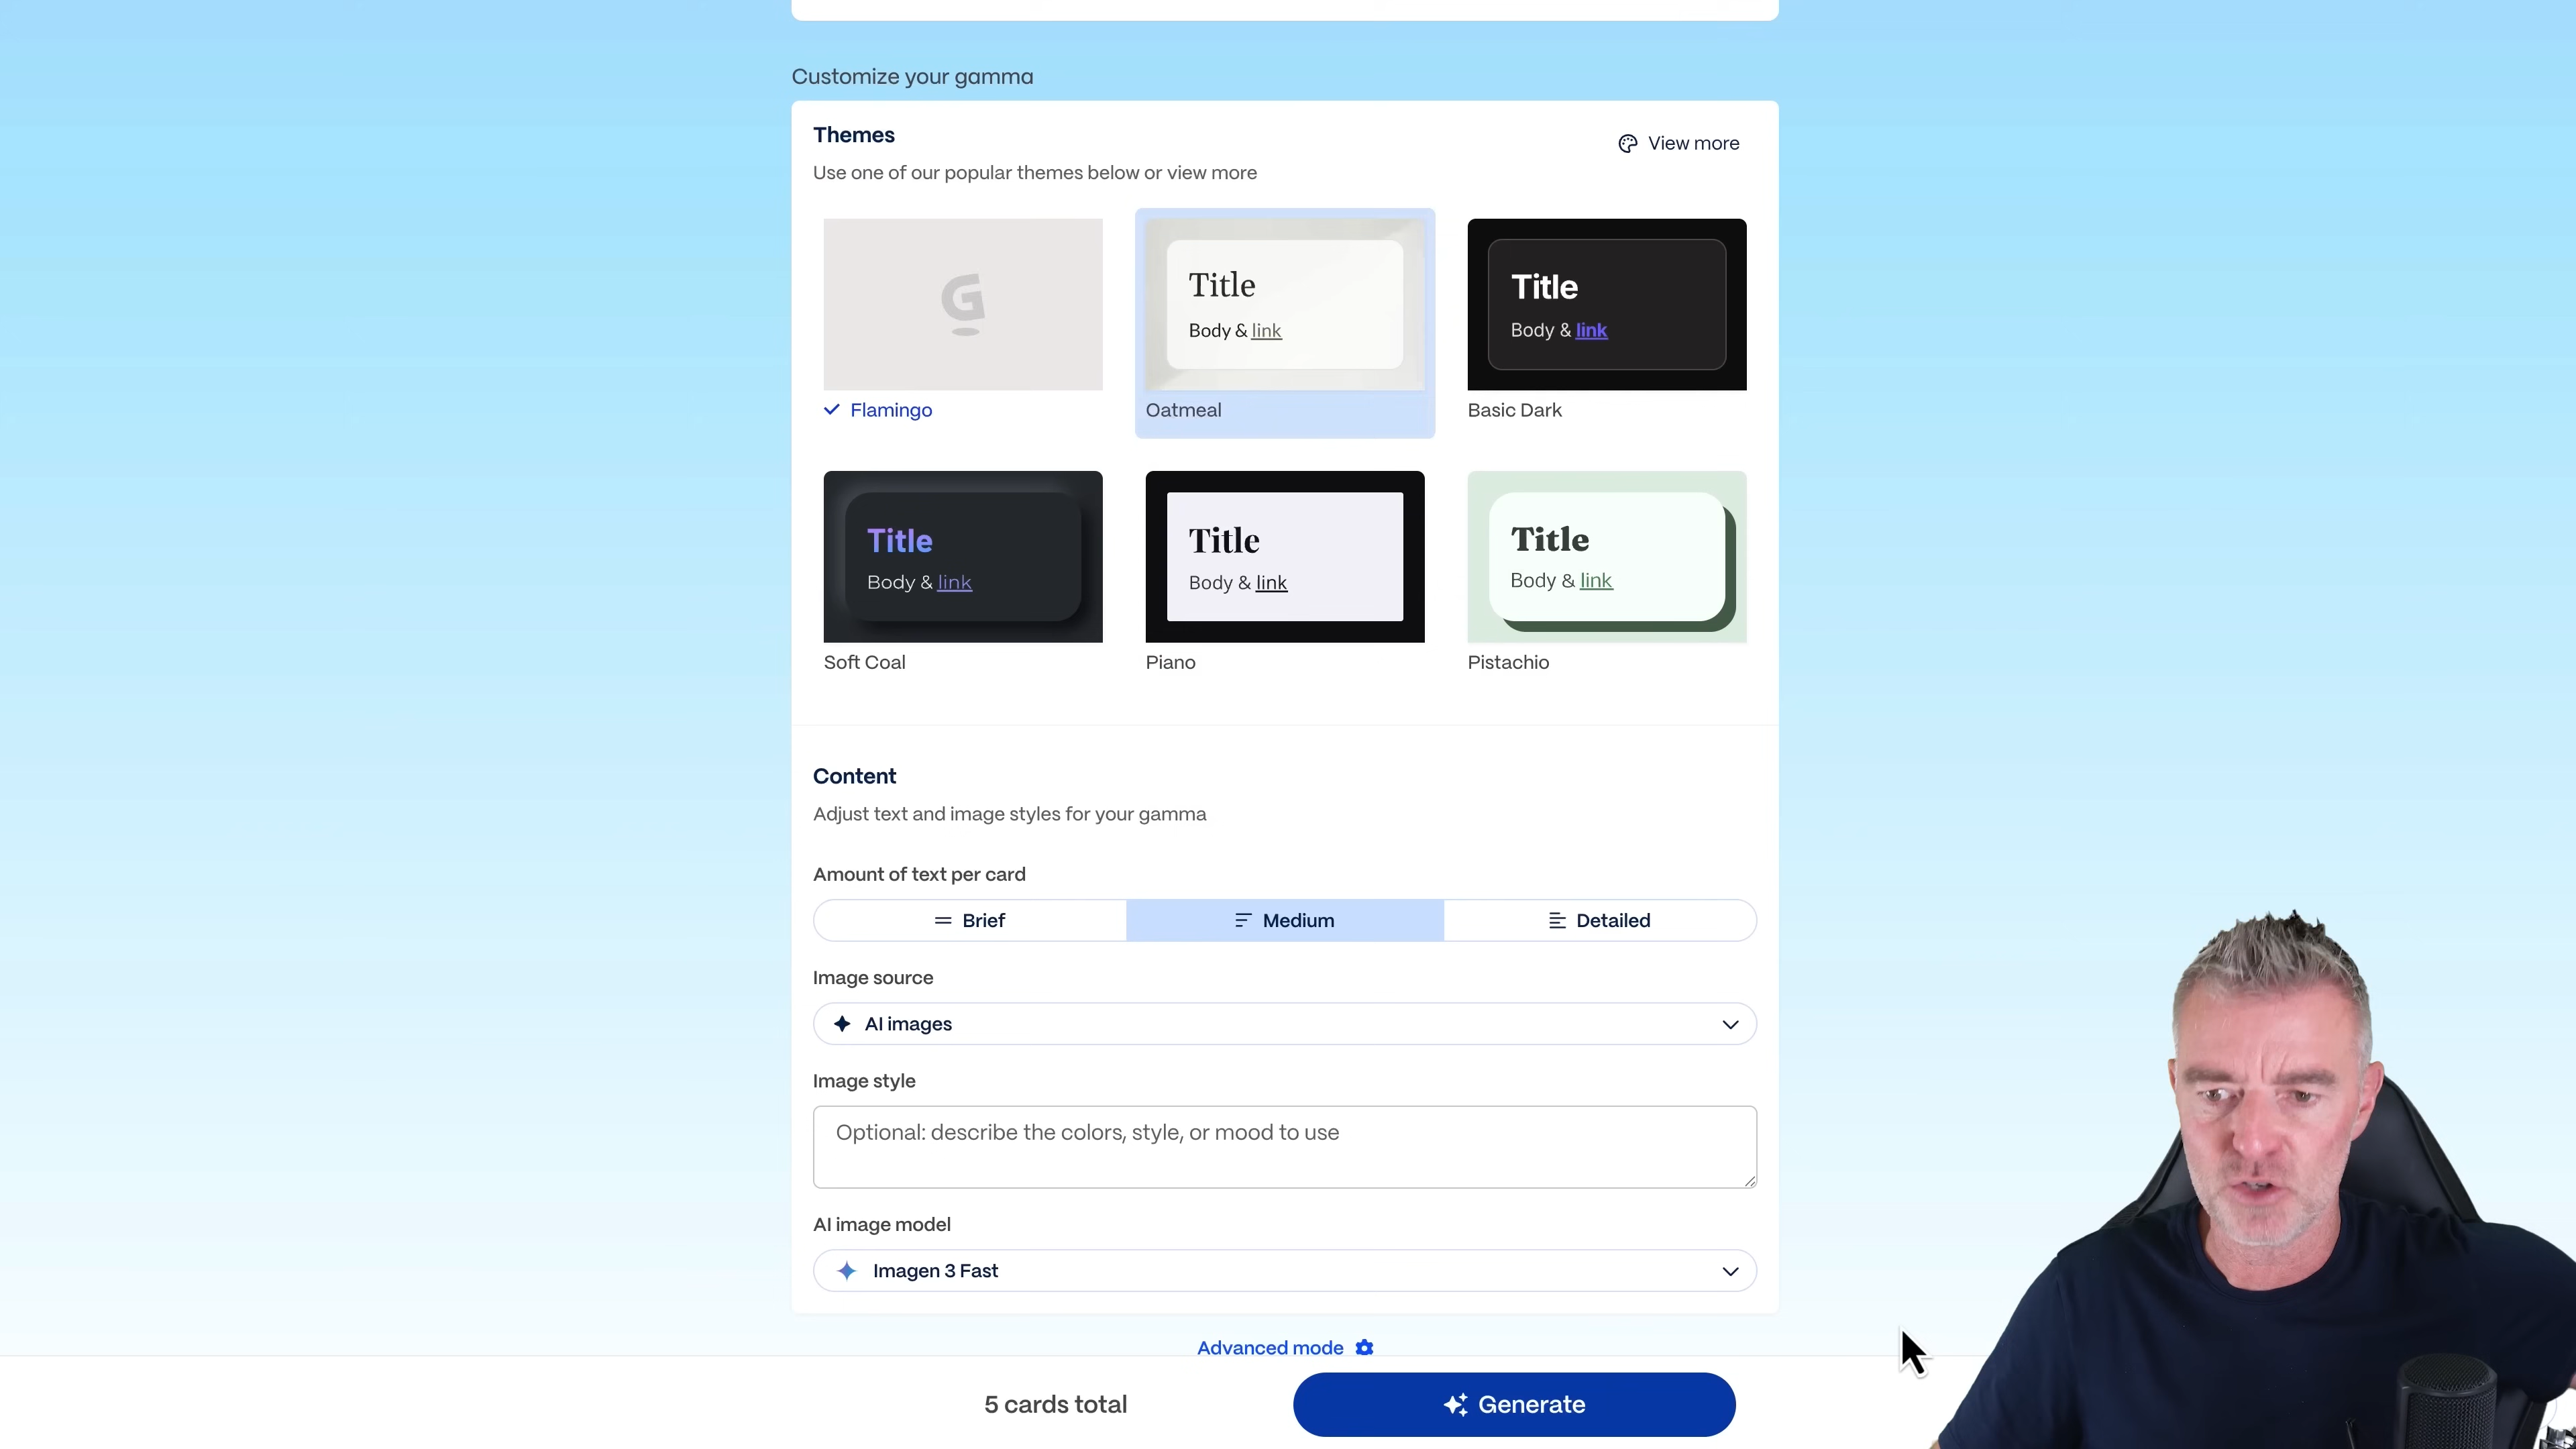 Customize your gamma
Themes
View more
Use one of our popular themes below or view more
Title
Body & link
Title
Body & link
Flamingo
Oatmeal
Basic Dark
Title
Body & link
Title
Body & link
Title
Body & link
Soft Coal
Piano
Pistachio
Content
Adjust text and image styles for your gamma
Amount of text per card
Brief
Medium
Detailed
Image source
AI images
Image style
Optional: describe the colors, style, or mood to use
AI image model
Imagen 3 Fast
Advanced mode
5 cards total
Generate